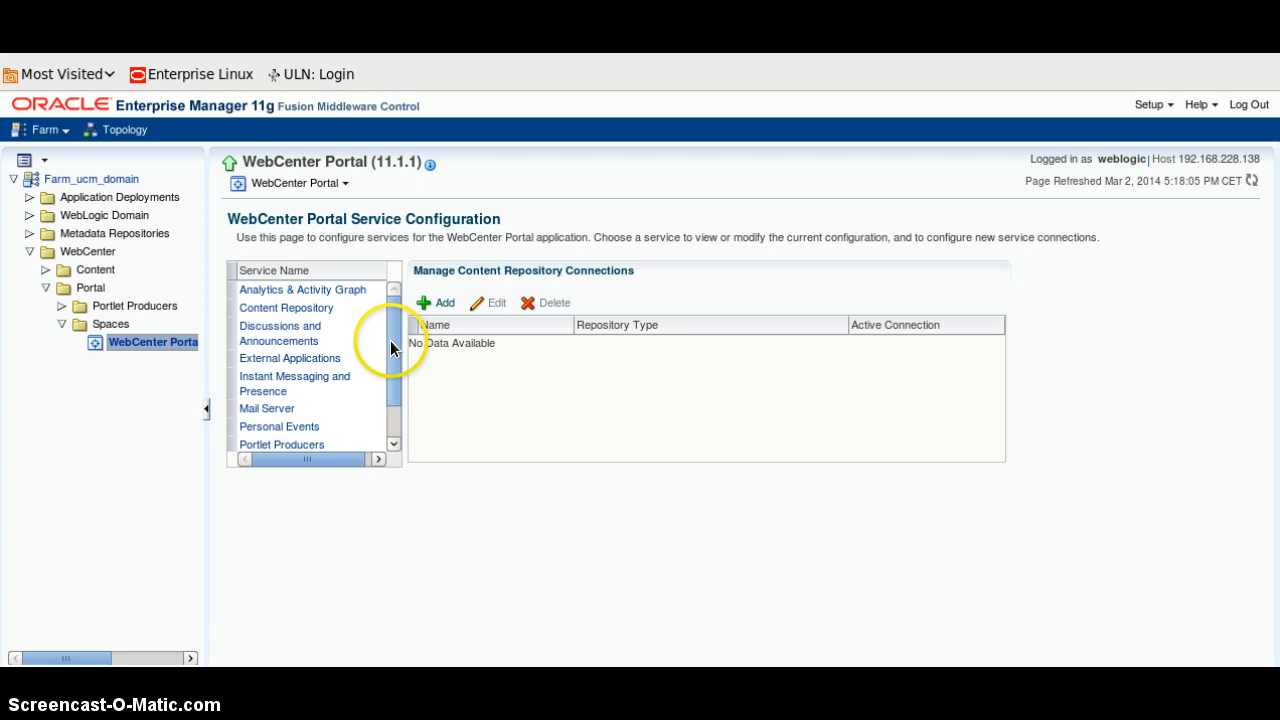 Most Visited Enterprise Linux ULN: Login
ORACLE Enterprise Manager 11g Fusion Middleware Control
Setup Help Log Out
Farm Topology
Farm_ucm_domain
Application Deployments
WebLogic Domain
Metadata Repositories
WebCenter
Content
Portal
Portlet Producers
Spaces
WebCenter Porta
WebCenter Portal (11.1.1)
WebCenter Portal
Logged in as weblogic| Host 192.168.228.138
Page Refreshed Mar 2, 2014 5:18:05 PM CET
WebCenter Portal Service Configuration
Use this page to configure services for the WebCenter Portal application. Choose a service to view or modify the current configuration, and to configure new service connections.
Service Name
Analytics & Activity Graph
Content Repository
Discussions and
Announcements
External Applications
Instant Messaging and
Presence
Mail Server
Personal Events
Portlet Producers
Manage Content Repository Connections
Add Edit Delete
Name Repository Type Active Connection
No Data Available
Screencast-O-Matic.com